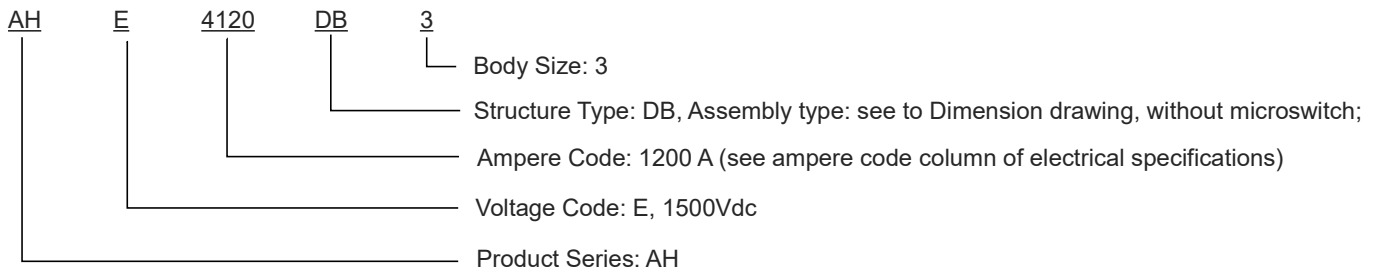 AH E 4120 DB 3
Body Size: 3
Structure Type: DB, Assembly type: see to Dimension drawing, without microswitch;
Ampere Code: 1200 A (see ampere code column of electrical specifications)
Voltage Code: E, 1500Vdc
Product Series: AH